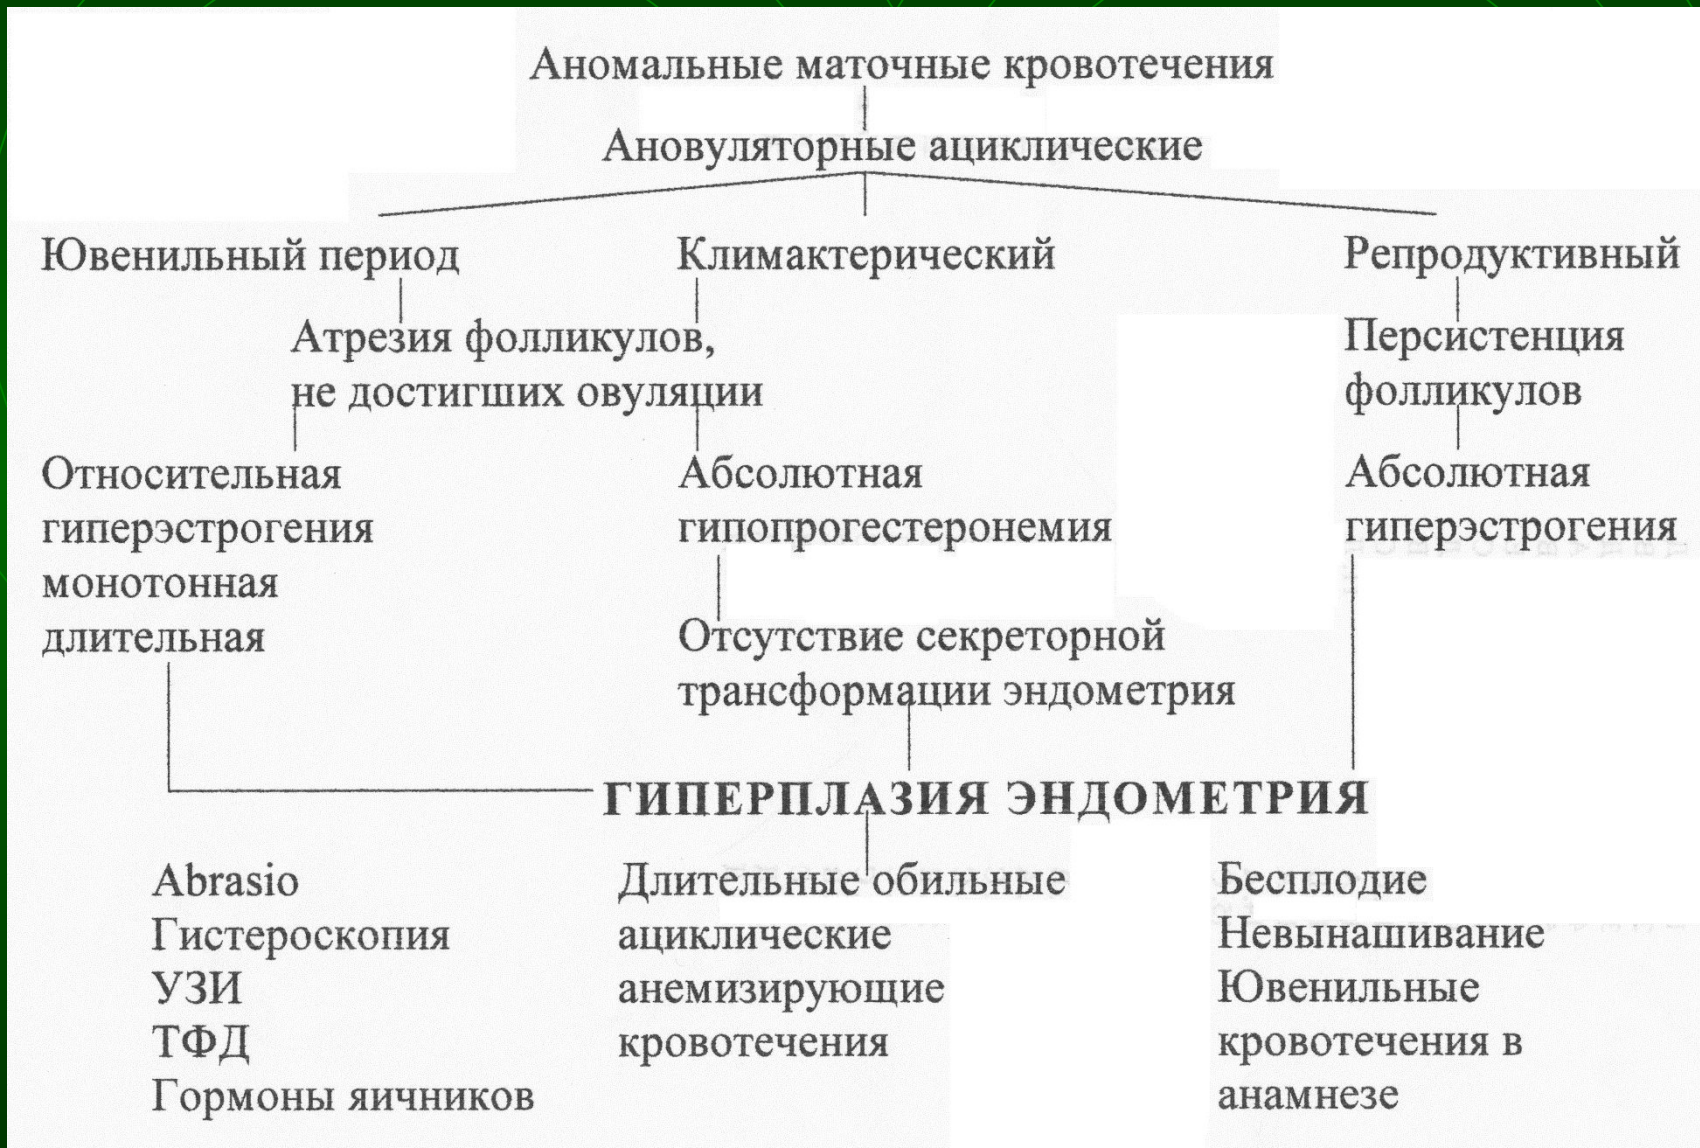 Аномальные маточные кровотечения
Ановуляторные ациклические
Ювенильный период
Климактерический
Репродуктивный
Атрезия фолликулов,
не достигших овуляции
Персистенция
фолликулов
Относительная
гиперэстрогения
монотонная
длительная
Абсолютная
гипопрогестеронемия
Абсолютная
гиперэстрогения
Отсутствие секреторной
трансформации эндометрия
ГИПЕРПЛАЗИЯ ЭНДОМЕТРИЯ
Abrasio
Гистероскопия
УЗИ
ТФД
Гормоны яичников
Длительные обильные
ациклические
анемизирующие
кровотечения
Бесплодие
Невынашивание
Ювенильные
кровотечения в
анамнезе